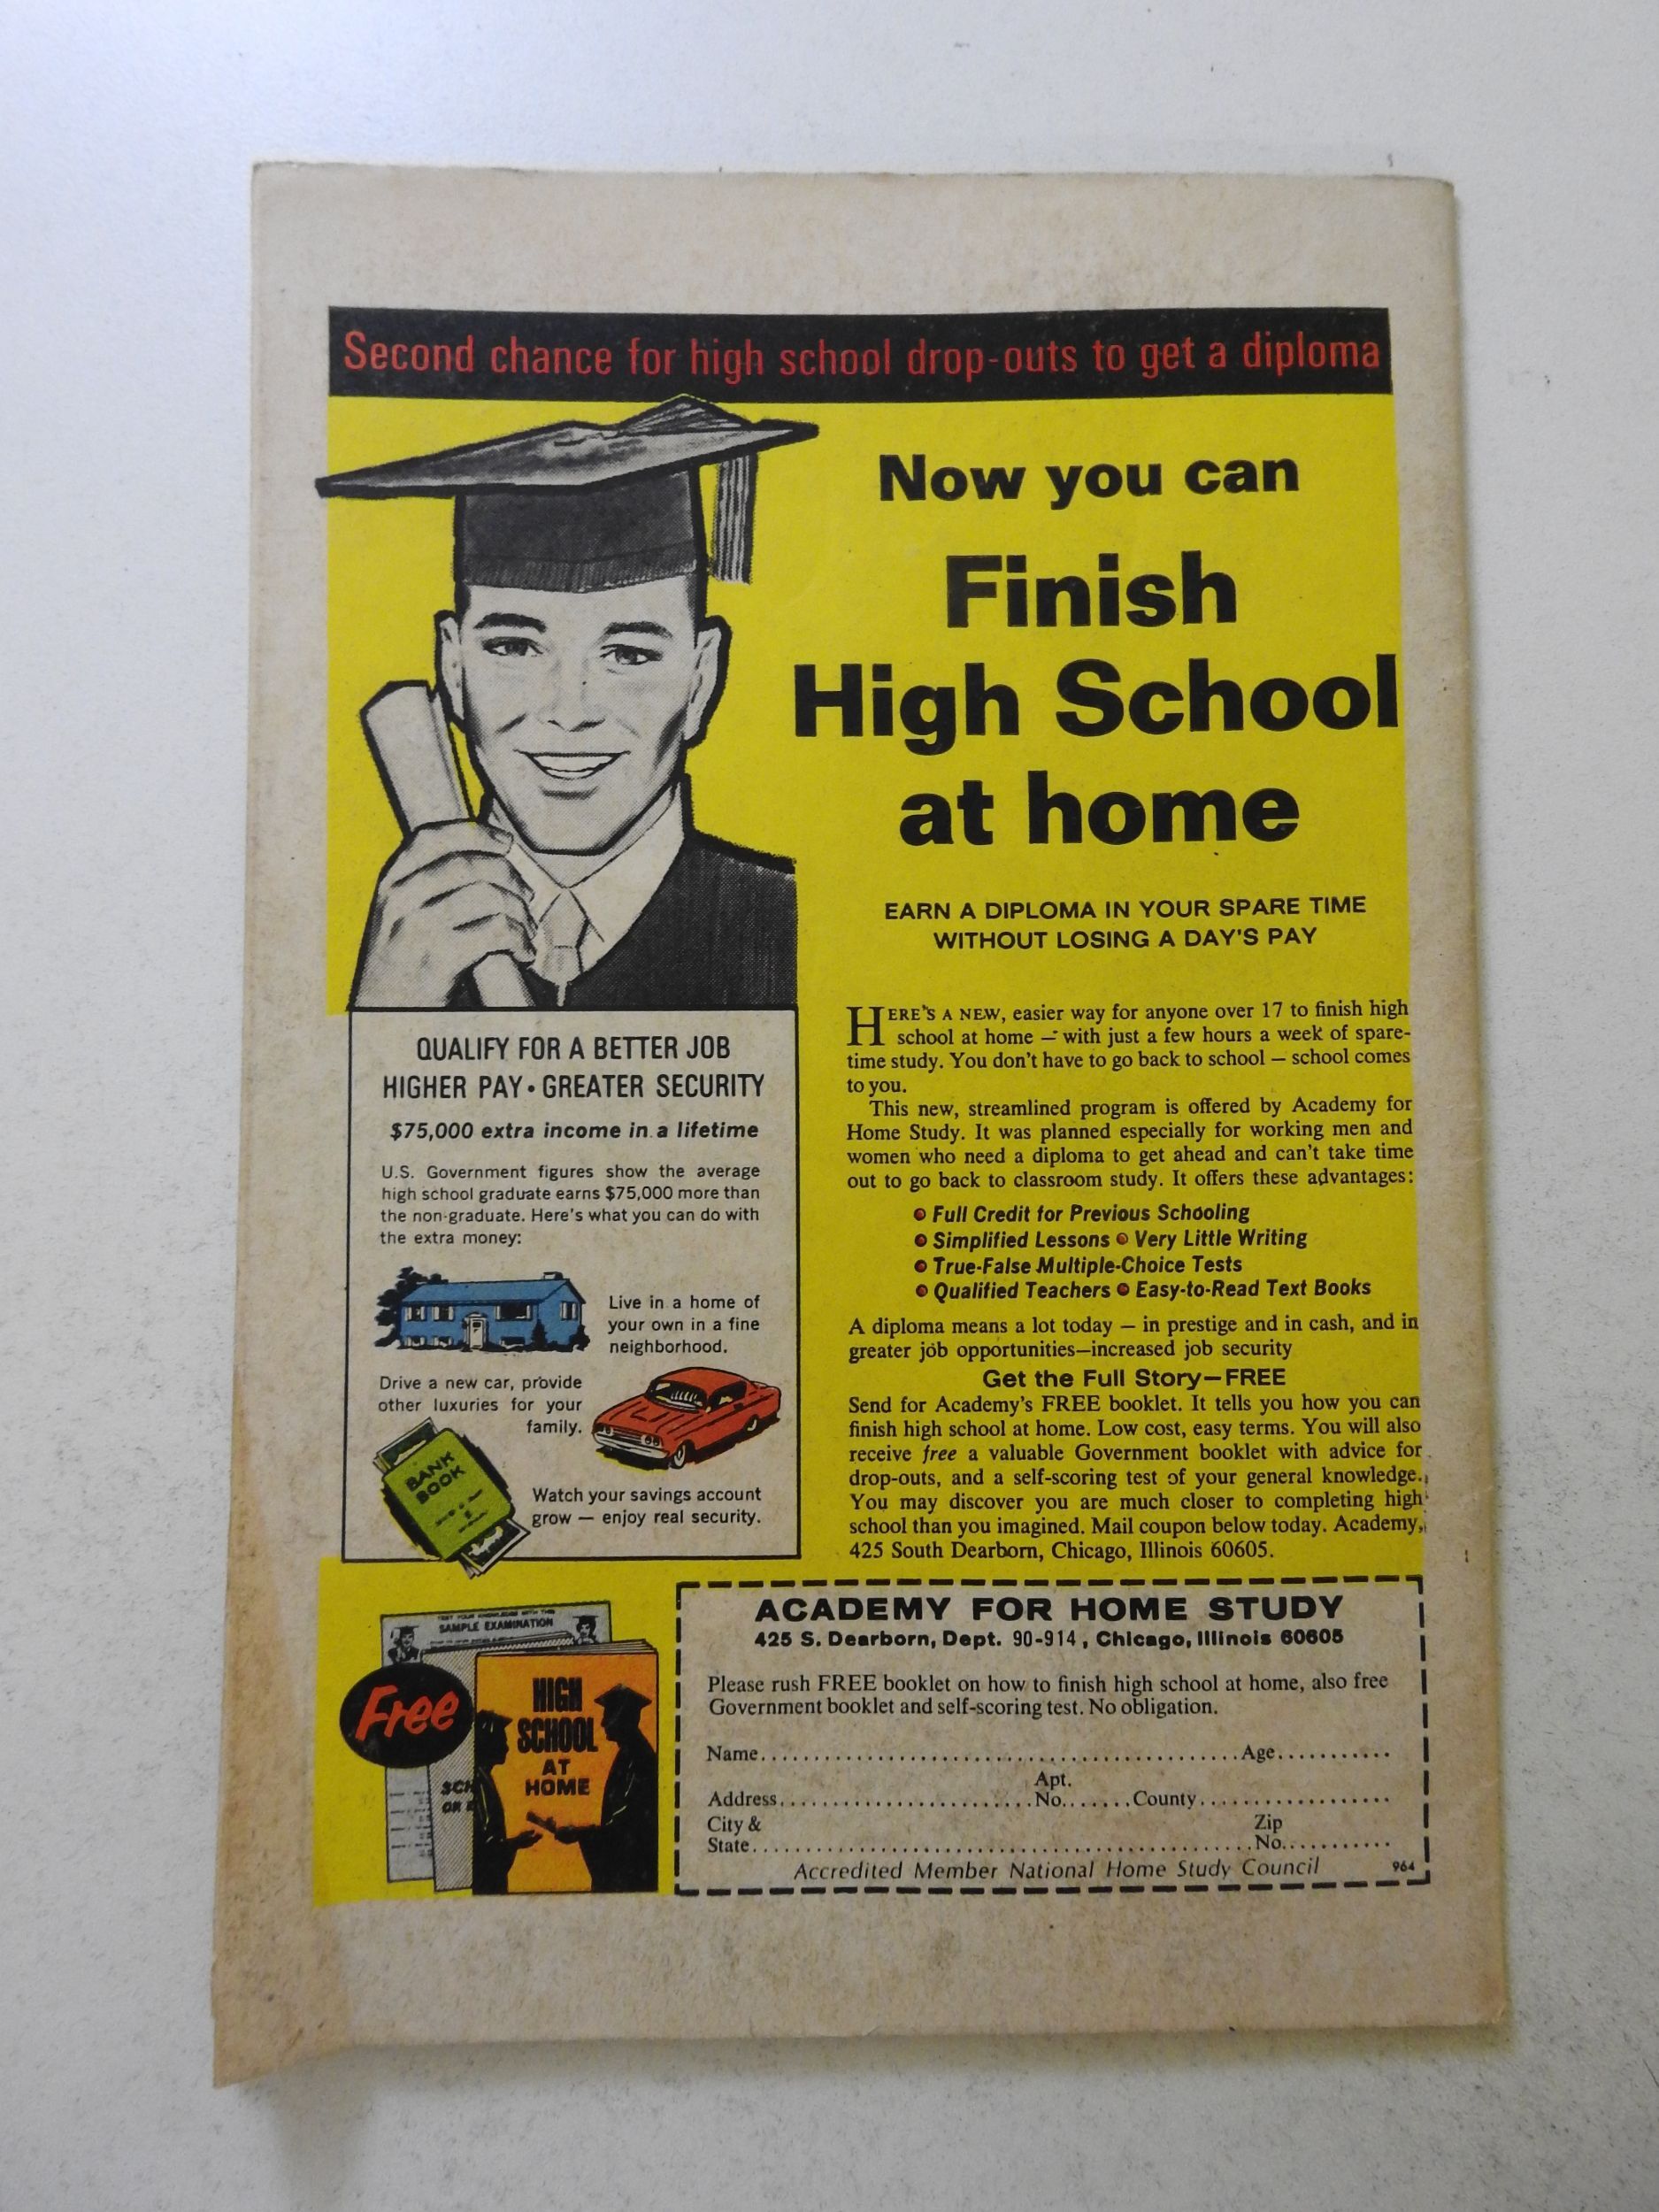 Second chance for high school drop-outs to get a diploma
Now you can
Finish
High School
at home
EARN A DIPLOMA IN YOUR SPARE TIME
WITHOUT LOSING A DAY'S PAY
QUALIFY FOR A BETTER JOB
HIGHER PAY • GREATER SECURITY
$75,000 extra income in a lifetime
U.S. Government figures show the average
high school graduate earns $75,000 more than
the non-graduate. Here's what you can do with
the extra money:
Live in a home of
your own in a fine
neighborhood.
Drive a new car, provide
other luxuries for your
family.
BANK
BOOK
Watch your savings account
grow — enjoy real security.
HERE'S A NEW, easier way for anyone over 17 to finish high
school at home — with just a few hours a week of spare-
time study. You don't have to go back to school — school comes
to you.
This new, streamlined program is offered by Academy for
Home Study. It was planned especially for working men and
women who need a diploma to get ahead and can't take time
out to go back to classroom study. It offers these advantages:
• Full Credit for Previous Schooling
• Simplified Lessons • Very Little Writing
• True-False Multiple-Choice Tests
• Qualified Teachers • Easy-to-Read Text Books
A diploma means a lot today — in prestige and in cash, and in
greater job opportunities—increased job security
Get the Full Story—FREE
Send for Academy's FREE booklet. It tells you how you can
finish high school at home. Low cost, easy terms. You will also
receive free a valuable Government booklet with advice for
drop-outs, and a self-scoring test of your general knowledge.
You may discover you are much closer to completing high
school than you imagined. Mail coupon below today. Academy,
425 South Dearborn, Chicago, Illinois 60605.
TEST YOUR KNOWLEDGE WITH THIS
SAMPLE EXAMINATION
Free
SCH
OR
HIGH
SCHOOL
AT
HOME
ACADEMY FOR HOME STUDY
425 S. Dearborn, Dept. 90-914, Chicago, Illinois 60605
Please rush FREE booklet on how to finish high school at home, also free
Government booklet and self-scoring test. No obligation.
Name........................................Age...........
Apt.
Address........................No.......County..................
City & Zip
State........................................No...........
Accredited Member National Home Study Council 964